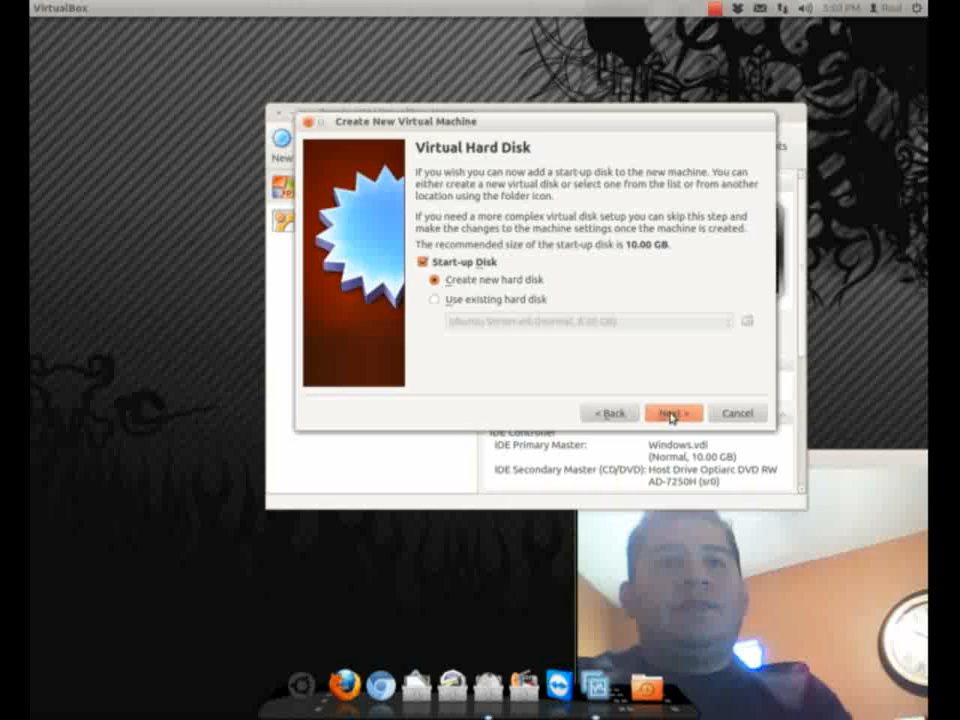 VirtualBox
5:03 PM Raul
Create New Virtual Machine
New
Virtual Hard Disk
If you wish you can now add a start-up disk to the new machine. You can
either create a new virtual disk or select one from the list or from another
location using the folder icon.
If you need a more complex virtual disk setup you can skip this step and
make the changes to the machine settings once the machine is created.
The recommended size of the start-up disk is 10.00 GB.
Start-up Disk
Create new hard disk
Use existing hard disk
< Back
Next >
Cancel
IDE Controller
IDE Primary Master: Windows.vdi
(Normal, 10.00 GB)
IDE Secondary Master (CD/DVD): Host Drive Optiarc DVD RW
AD-7250H (sr0)